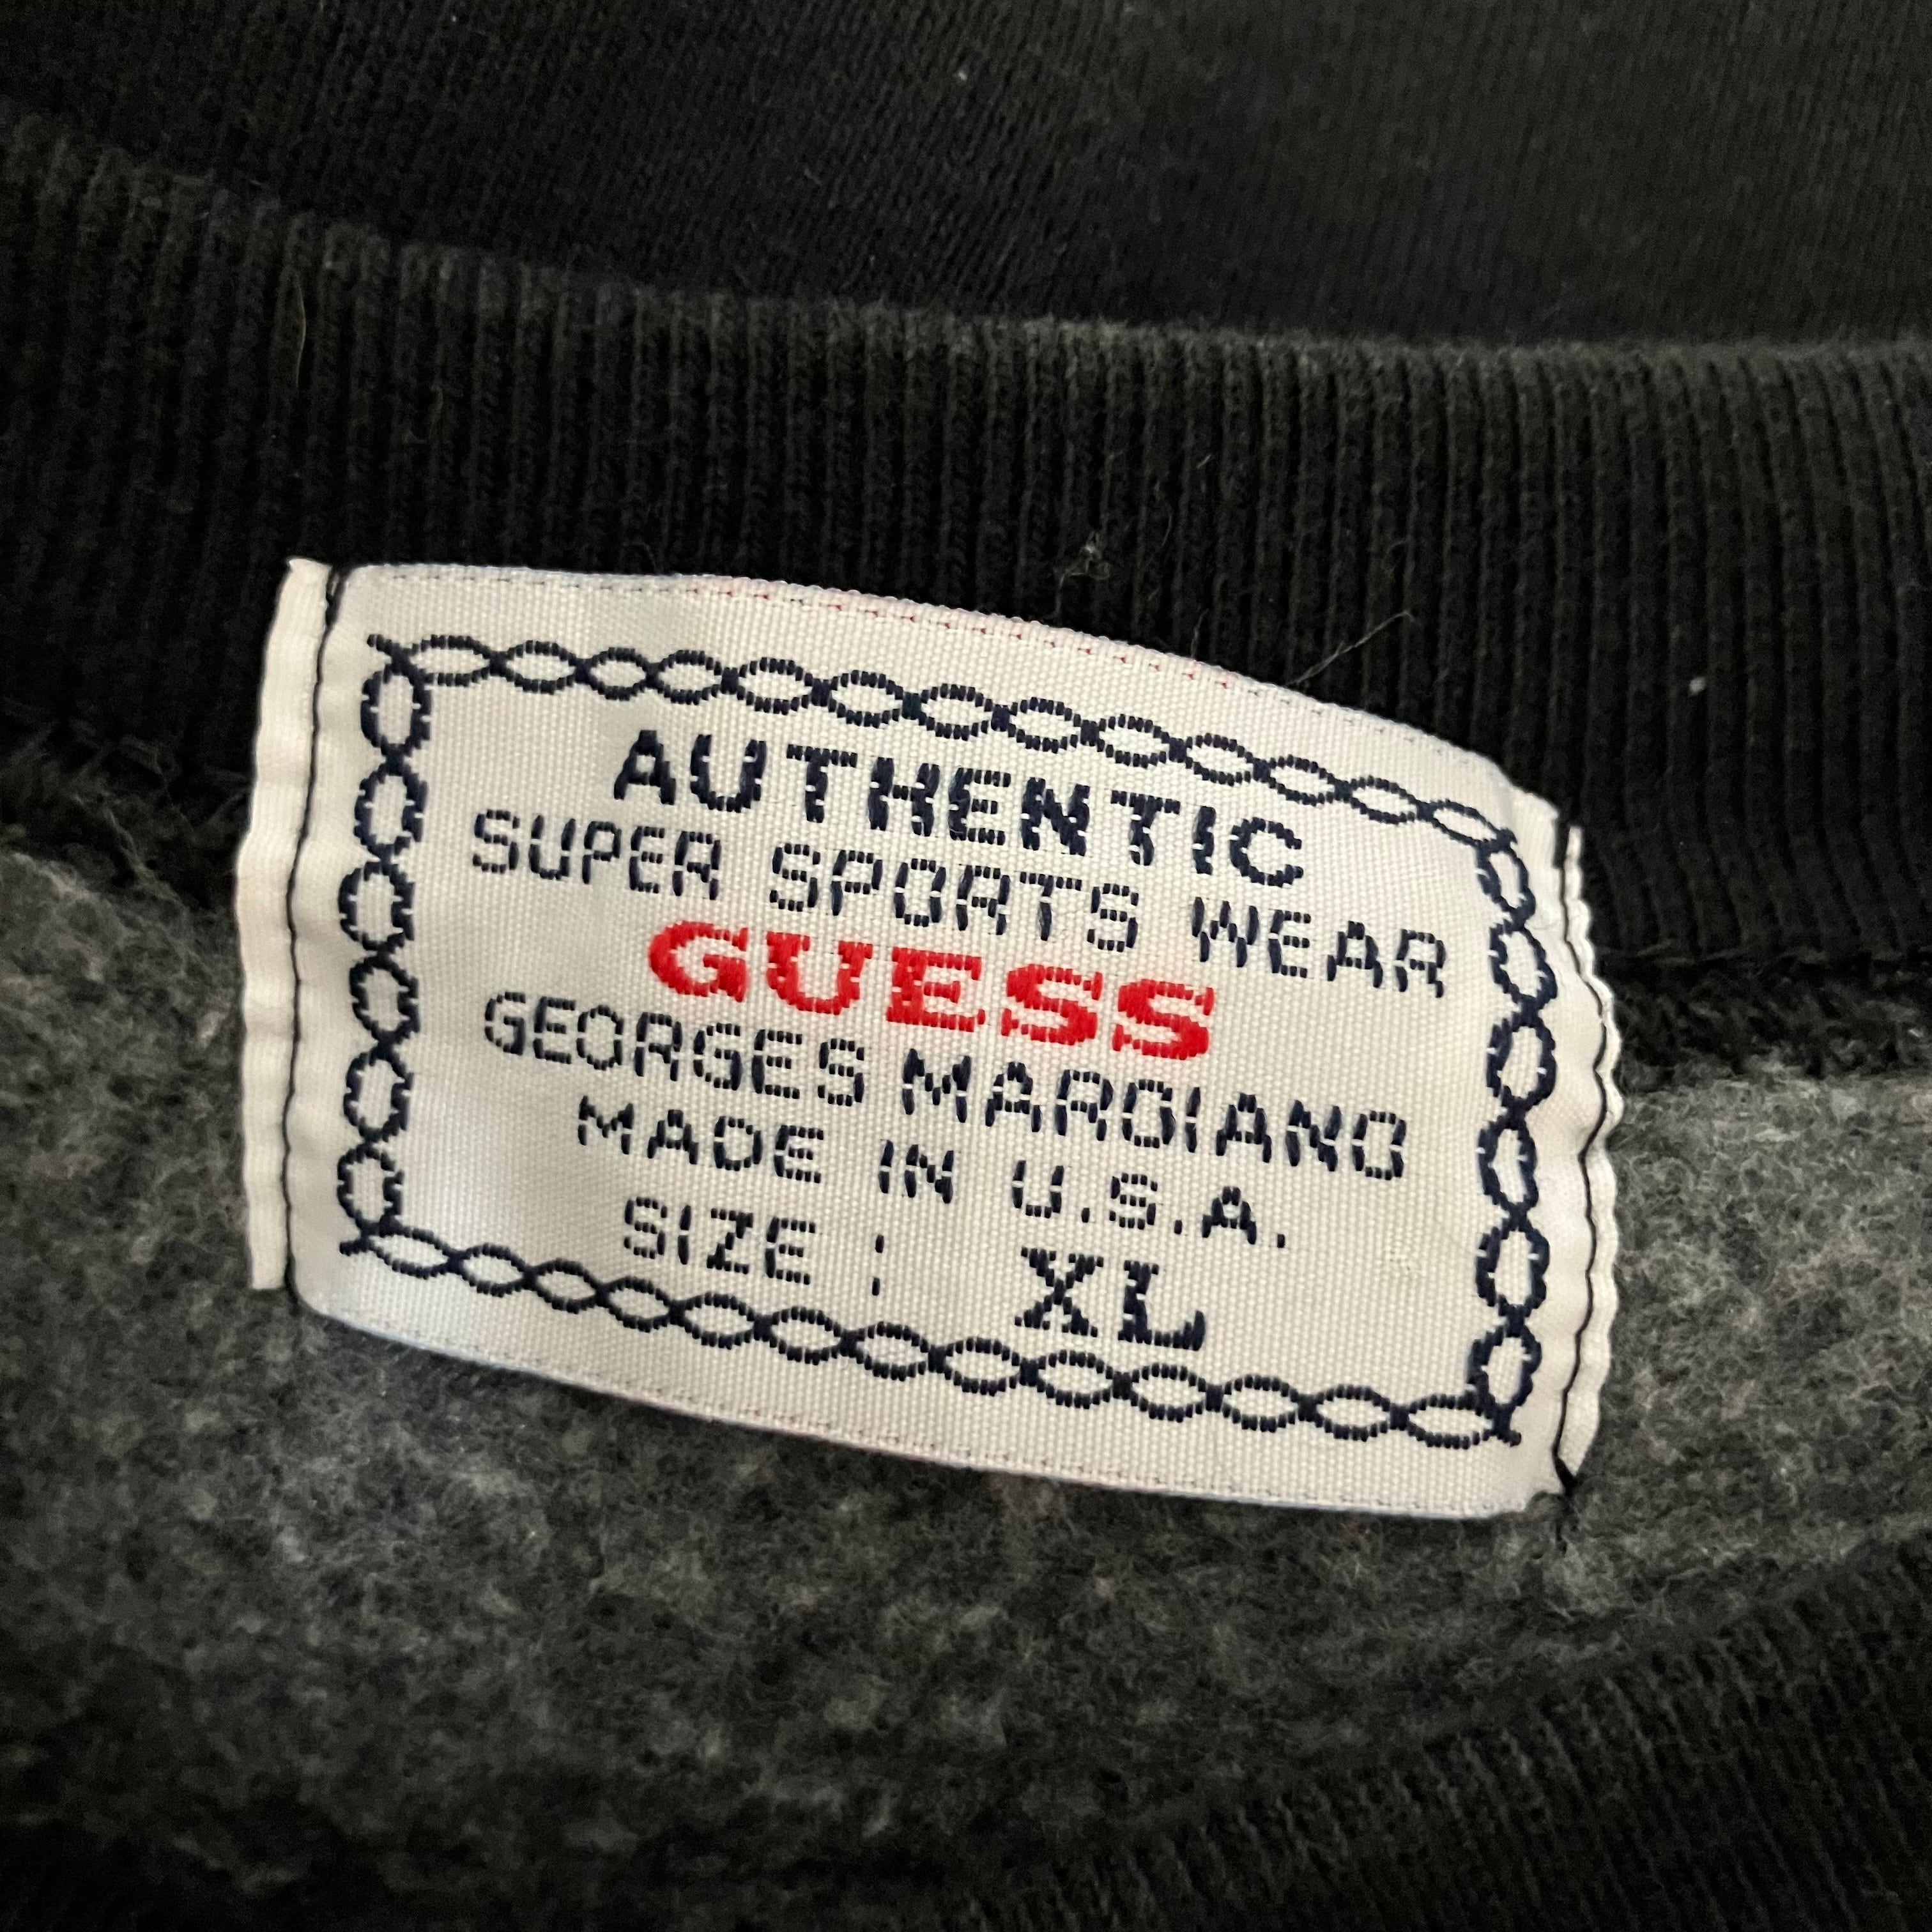 AUTHENTIC
SUPER SPORTS WEAR
GUESS
GEORGES MARCIANO
MADE IN U.S.A.
SIZE : XL